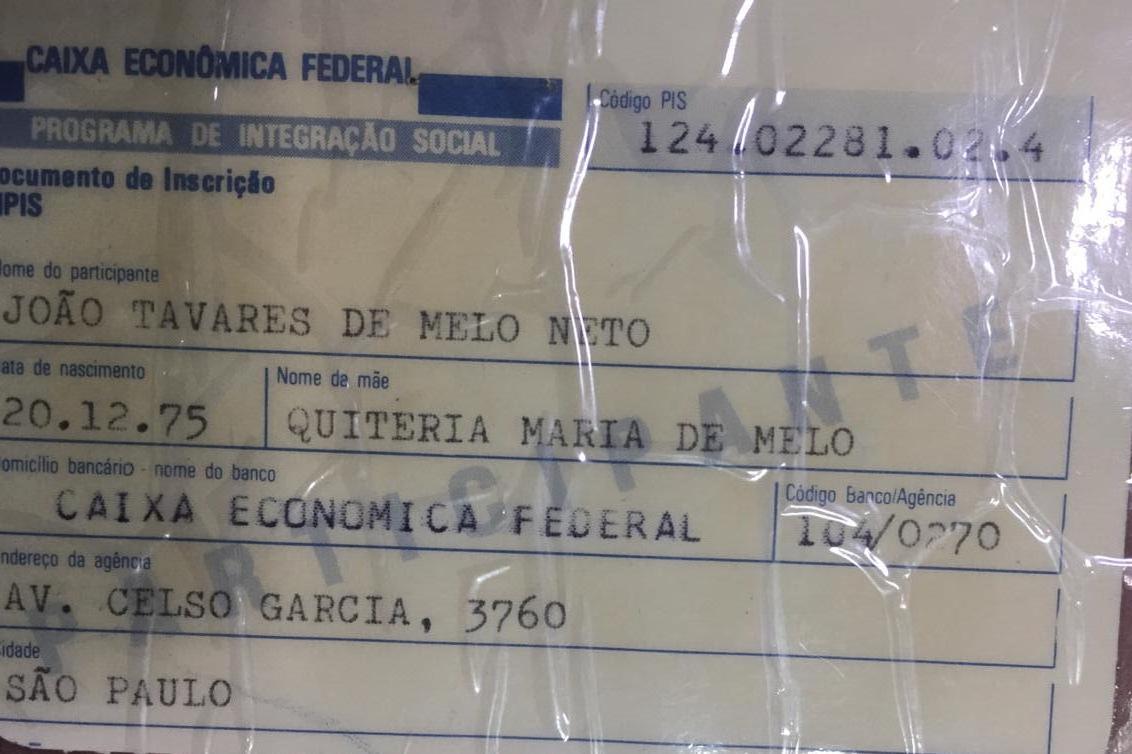 CAIXA ECONÔMICA FEDERAL
PROGRAMA DE INTEGRAÇÃO SOCIAL
ocumento de Inscrição
PIS
Código PIS
124.02281.02.4
Nome do participante
JOÃO TAVARES DE MELO NETO
ata de nascimento
20.12.75
Nome da mãe
QUITERIA MARIA DE MELO
omicílio bancário - nome do banco
CAIXA ECONOMICA FEDERAL
Código Banco/Agência
104/0270
ndereço da agência
AV. CELSO GARCIA, 3760
idade
SÃO PAULO
PARTICIPANTE